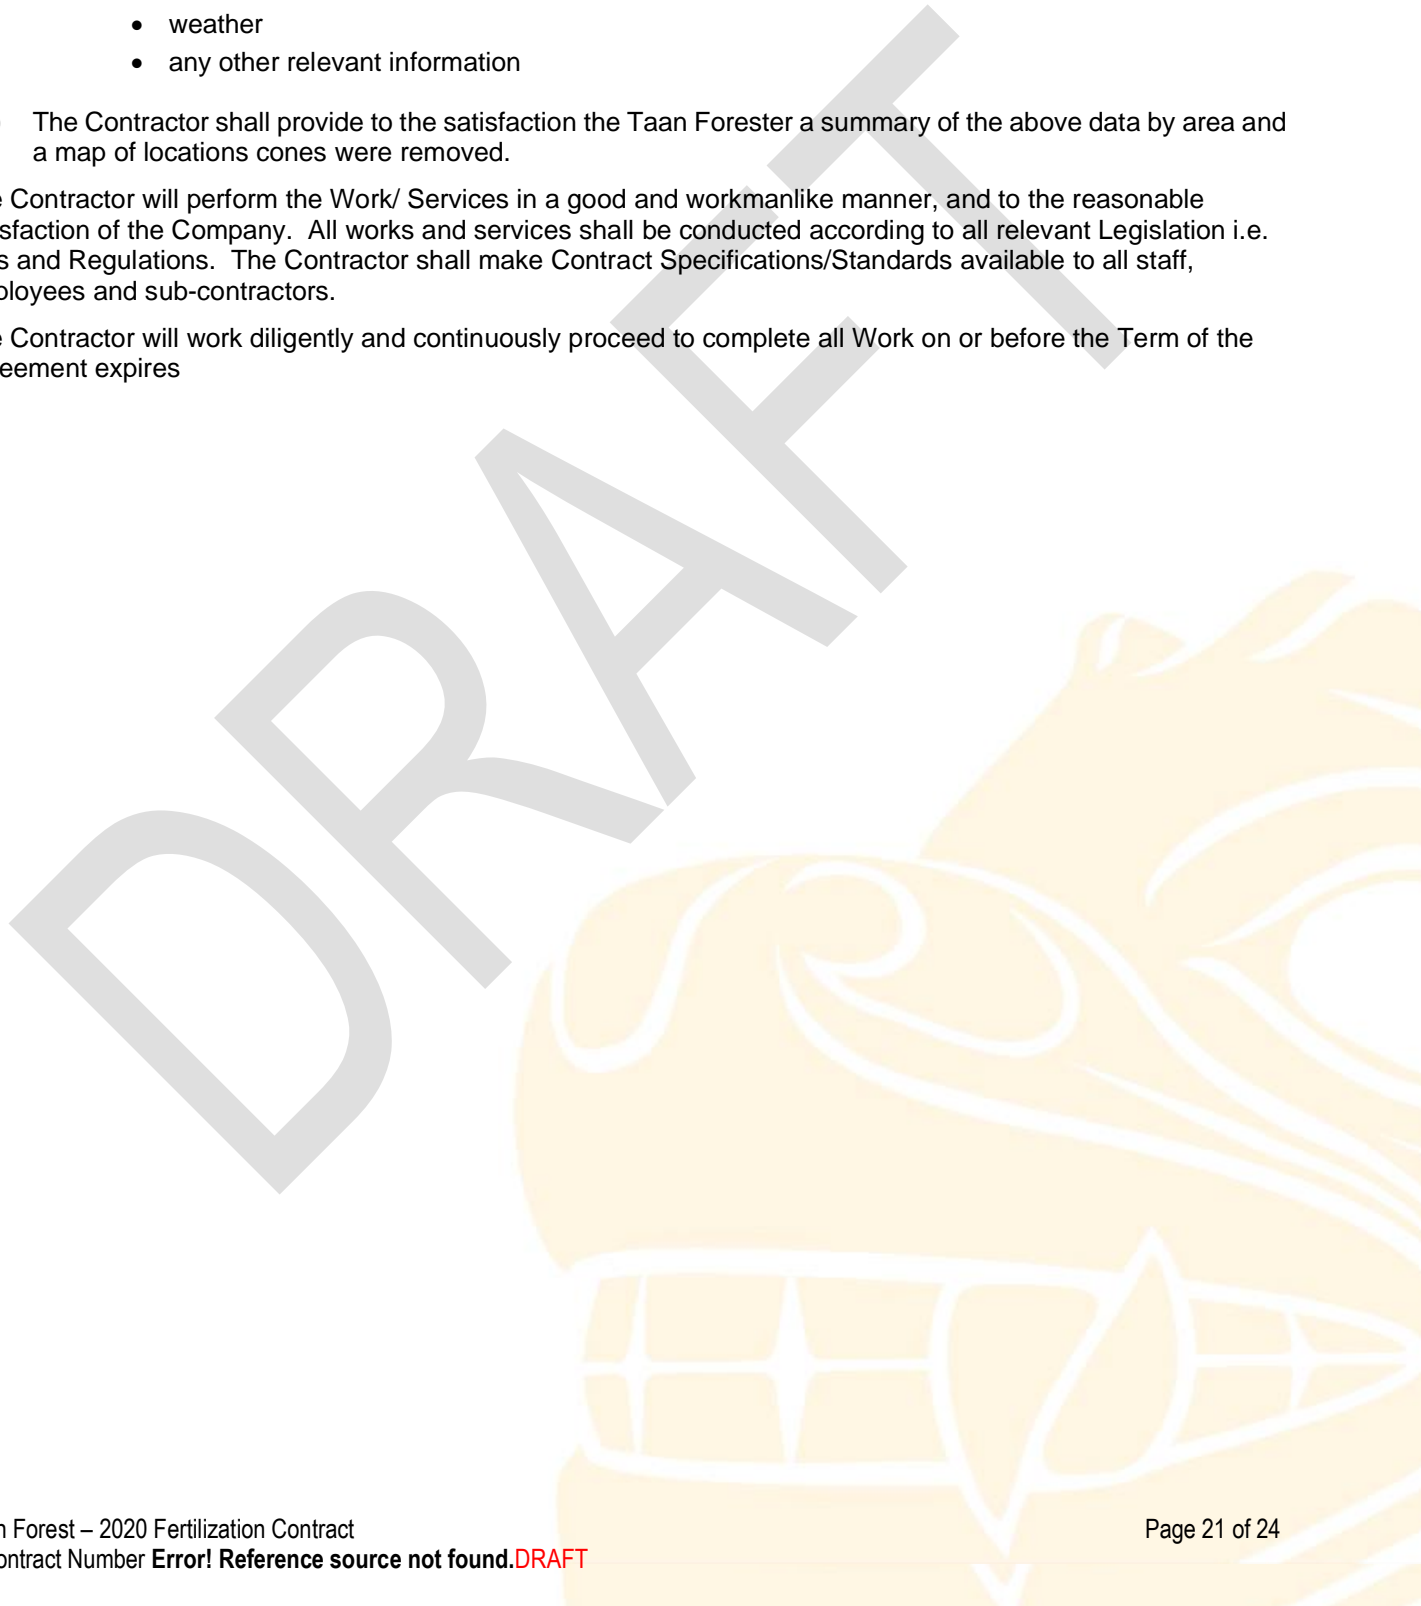 • weather
• any other relevant information
The Contractor shall provide to the satisfaction the Taan Forester a summary of the above data by area and
a map of locations cones were removed.
Contractor will perform the Work/ Services in a good and workmanlike manner, and to the reasonable
sfaction of the Company. All works and services shall be conducted according to all relevant Legislation i.e.
s and Regulations. The Contractor shall make Contract Specifications/Standards available to all staff,
ployees and sub-contractors.
Contractor will work diligently and continuously proceed to complete all Work on or before the Term of the
eement expires
DRAFT
n Forest – 2020 Fertilization Contract Page 21 of 24
ontract Number Error! Reference source not found.DRAFT